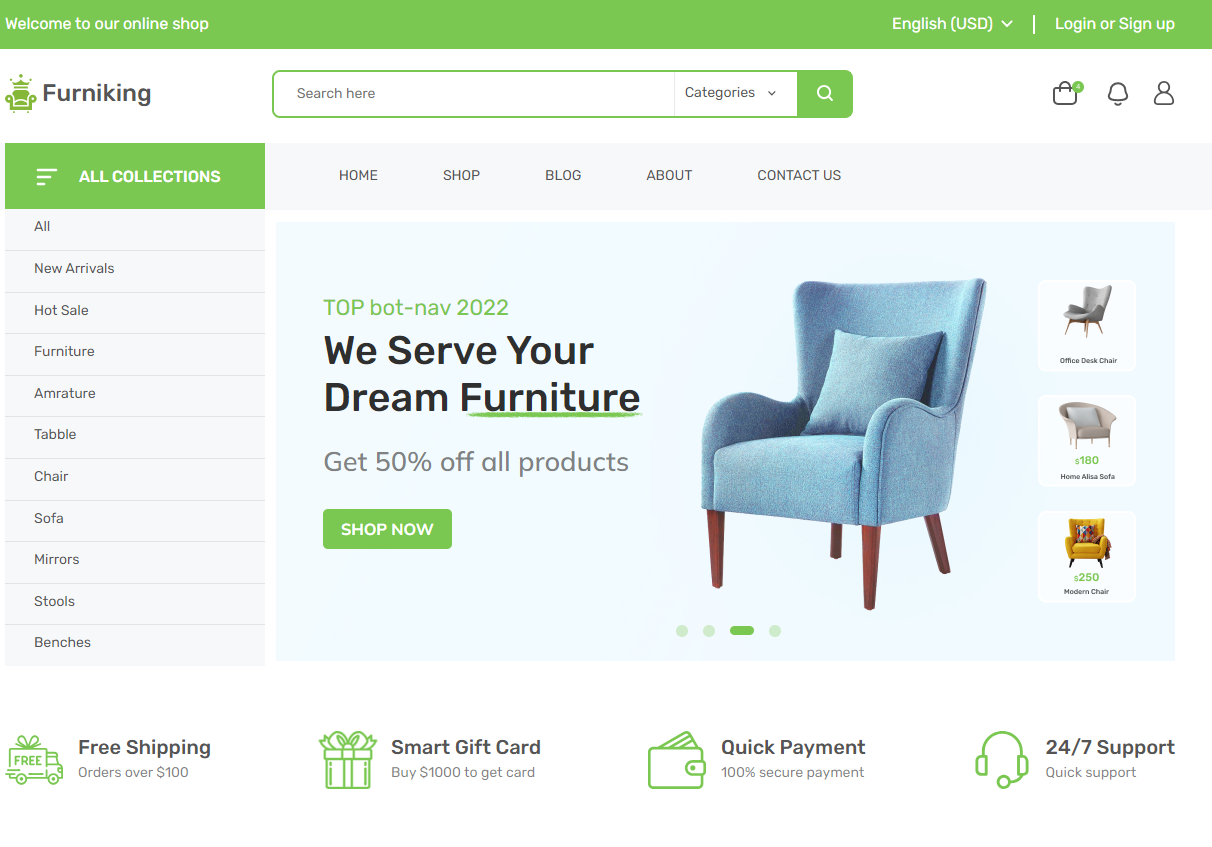 Welcome to our online shop
English (USD)
Login or Sign up
Furniking
Search here
Categories
4
ALL COLLECTIONS
HOME
SHOP
BLOG
ABOUT
CONTACT US
All
New Arrivals
Hot Sale
Furniture
Amrature
Tabble
Chair
Sofa
Mirrors
Stools
Benches
TOP bot-nav 2022
We Serve Your
Dream Furniture
Get 50% off all products
SHOP NOW
Office Desk Chair
$180
Home Alisa Sofa
$250
Modern Chair
FREE
Free Shipping
Orders over $100
Smart Gift Card
Buy $1000 to get card
Quick Payment
100% secure payment
24/7 Support
Quick support